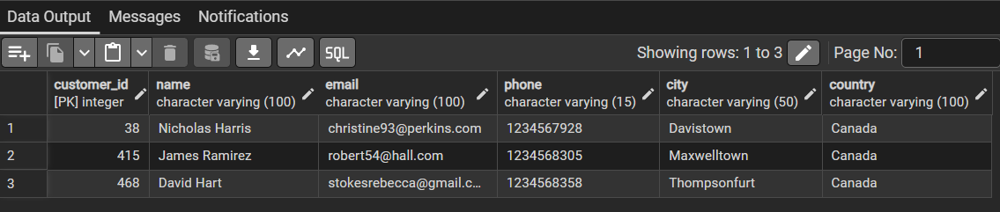 Data Output Messages Notifications
SQL Showing rows: 1 to 3 Page No: 1
customer_id name email phone city country
[PK] integer character varying (100) character varying (100) character varying (15) character varying (50) character varying (100)
1 38 Nicholas Harris christine93@perkins.com 1234567928 Davistown Canada
2 415 James Ramirez robert54@hall.com 1234568305 Maxwelltown Canada
3 468 David Hart stokesrebecca@gmail.c... 1234568358 Thompsonfurt Canada